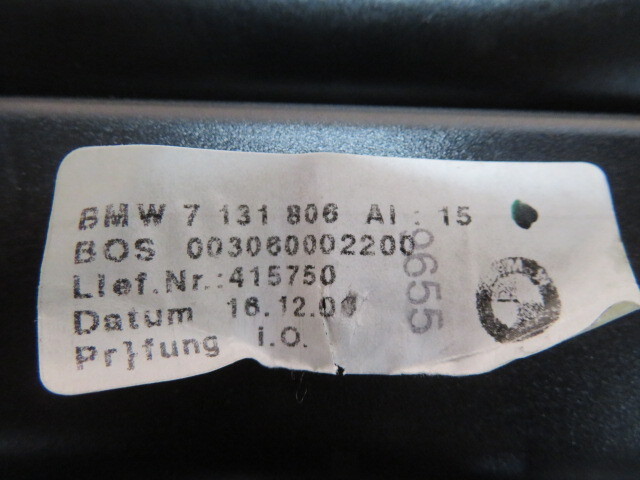 BMW 7 131 806 AI : 15
BOS 003060002200
Lief.Nr.:415750
Datum 16.12.06
Pr}fung i.O.
9655